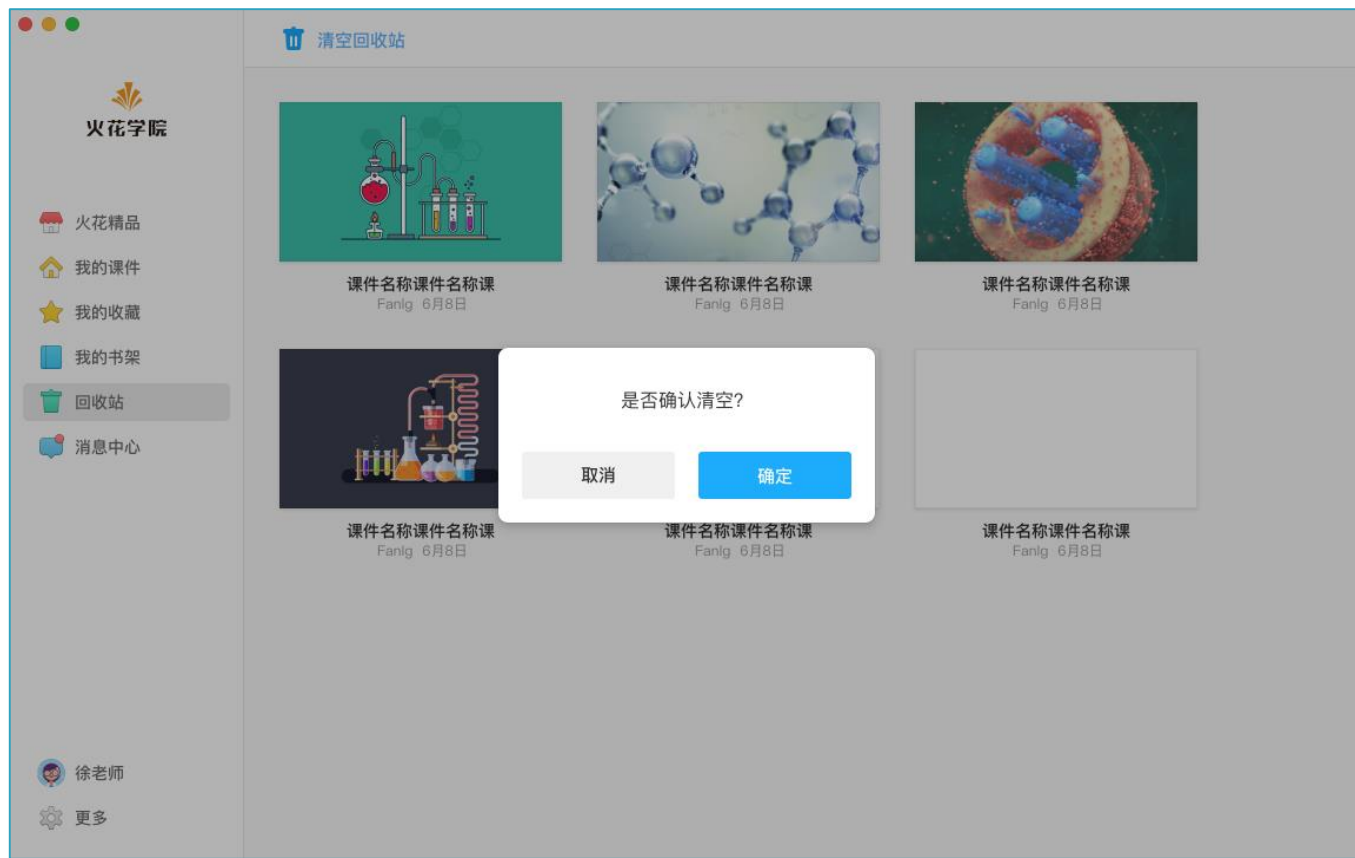 清空回收站
火花学院
火花精品
我的课件
我的收藏
我的书架
回收站
消息中心
徐老师
更多
课件名称课件名称课
Fanlg 6月8日
课件名称课件名称课
Fanlg 6月8日
课件名称课件名称课
Fanlg 6月8日
是否确认清空?
取消
确定
课件名称课件名称课
Fanlg 6月8日
课件名称课件名称课
Fanlg 6月8日
课件名称课件名称课
Fanlg 6月8日